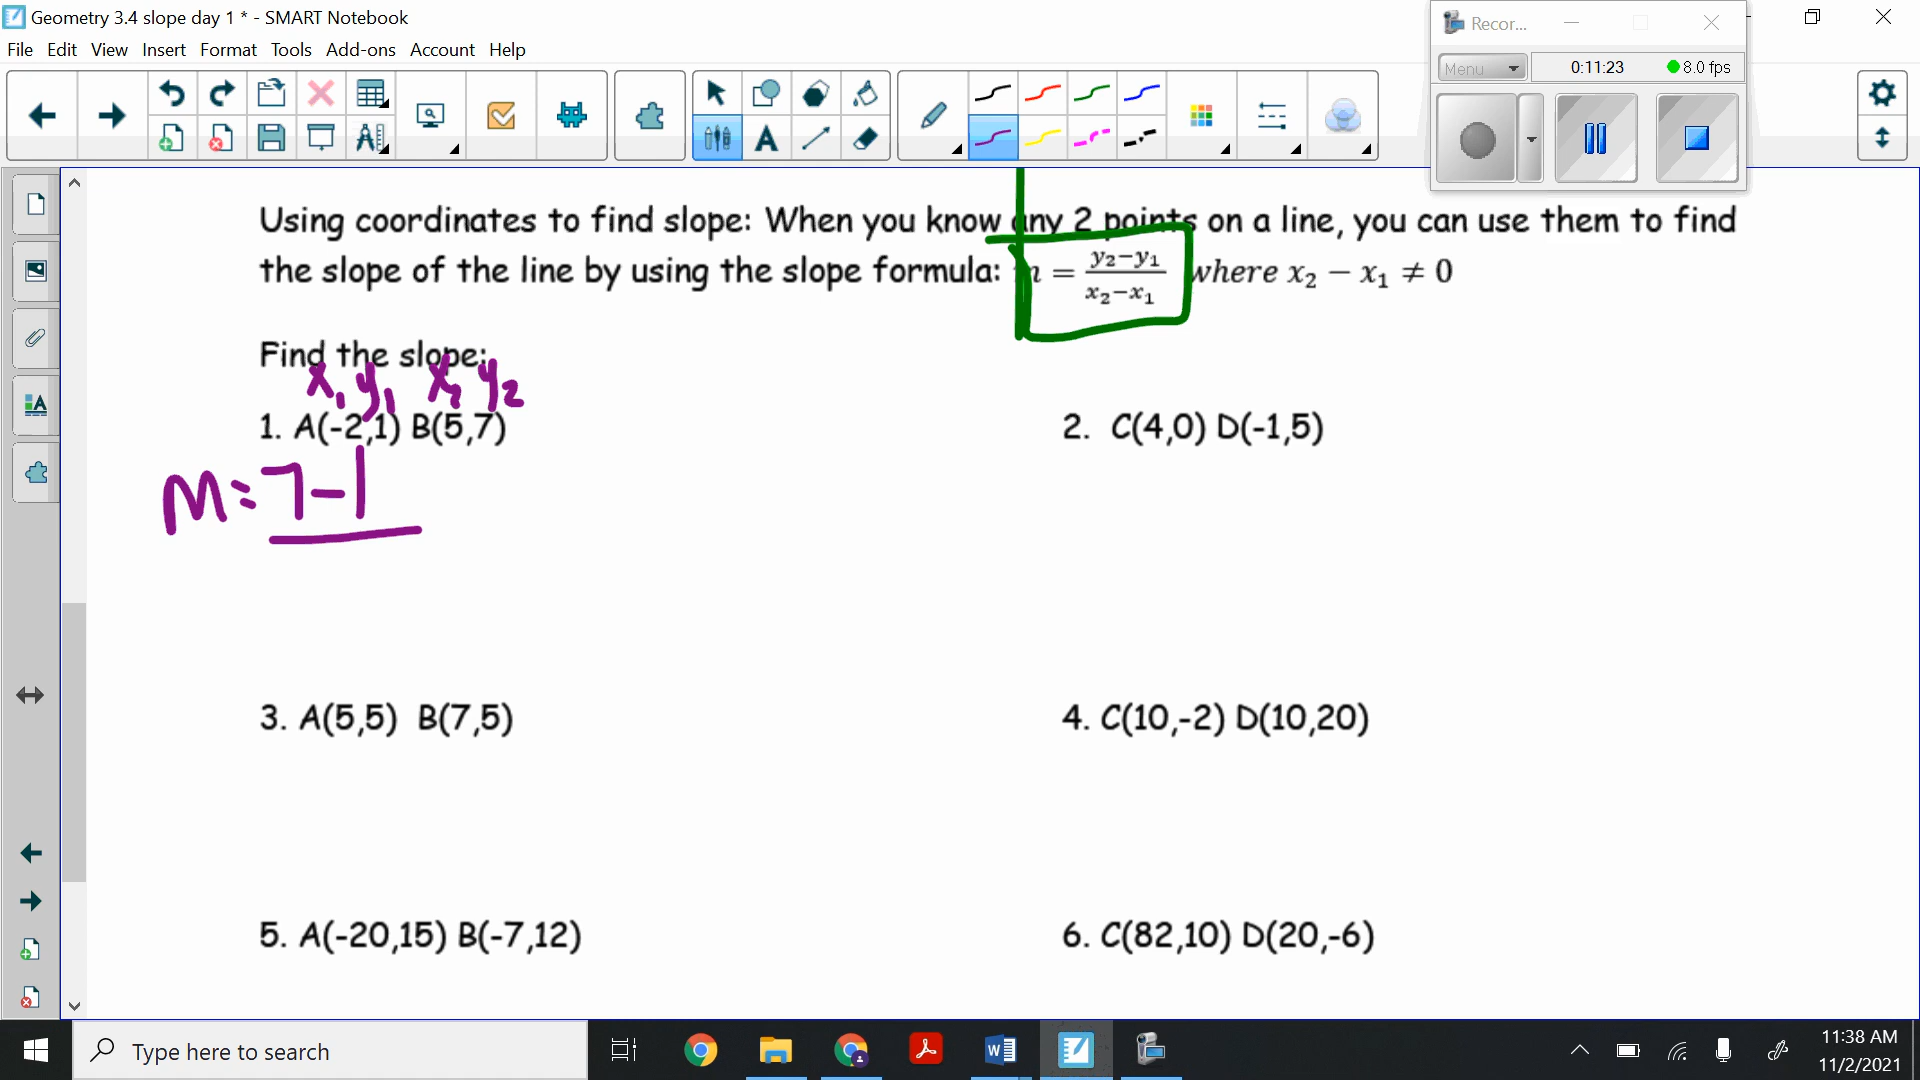 Geometry 3.4 slope day 1 * - SMART Notebook
File Edit View Insert Format Tools Add-ons Account Help
Recor...
Menu 0:11:23 8.0 fps
Using coordinates to find slope: When you know any 2 points on a line, you can use them to find
the slope of the line by using the slope formula: m = y₂−y₁ / x₂−x₁ where x₂ − x₁ ≠ 0
Find the slope:
x₁ y₁ x₂ y₂
1. A(-2,1) B(5,7)
2. C(4,0) D(-1,5)
M = 7 - 1
3. A(5,5) B(7,5)
4. C(10,-2) D(10,20)
5. A(-20,15) B(-7,12)
6. C(82,10) D(20,-6)
Type here to search
11:38 AM
11/2/2021